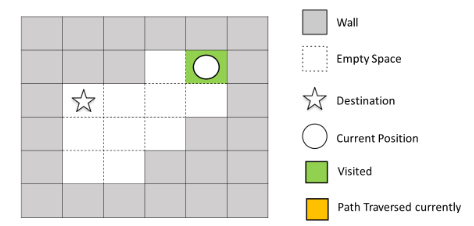 Wall
Empty Space
Destination
Current Position
Visited
Path Traversed currently